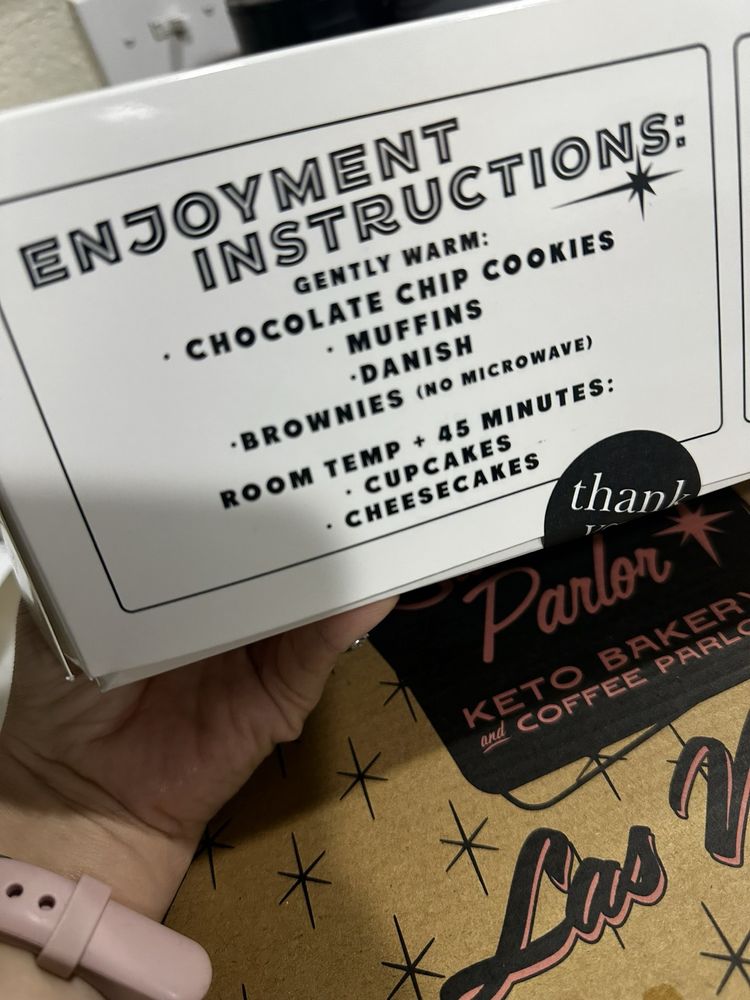 ENJOYMENT
INSTRUCTIONS:
GENTLY WARM:
· CHOCOLATE CHIP COOKIES
· MUFFINS
·DANISH
·BROWNIES (NO MICROWAVE)
ROOM TEMP + 45 MINUTES:
· CUPCAKES
· CHEESECAKES
thank
Parlor
KETO BAKERY
and COFFEE PARLO
Las V